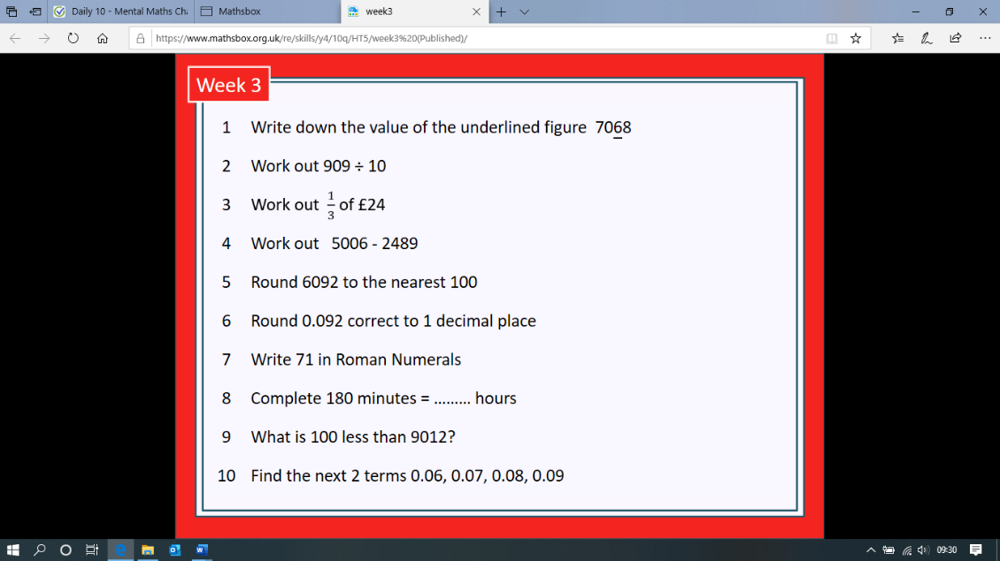 Daily 10 - Mental Maths Cha
Mathsbox
week3
https://www.mathsbox.org.uk/re/skills/y4/10q/HT5/week3%20(Published)/
Week 3
1 Write down the value of the underlined figure 7068
2 Work out 909 ÷ 10
3 Work out 1/3 of £24
4 Work out 5006 - 2489
5 Round 6092 to the nearest 100
6 Round 0.092 correct to 1 decimal place
7 Write 71 in Roman Numerals
8 Complete 180 minutes = ......... hours
9 What is 100 less than 9012?
10 Find the next 2 terms 0.06, 0.07, 0.08, 0.09
09:30